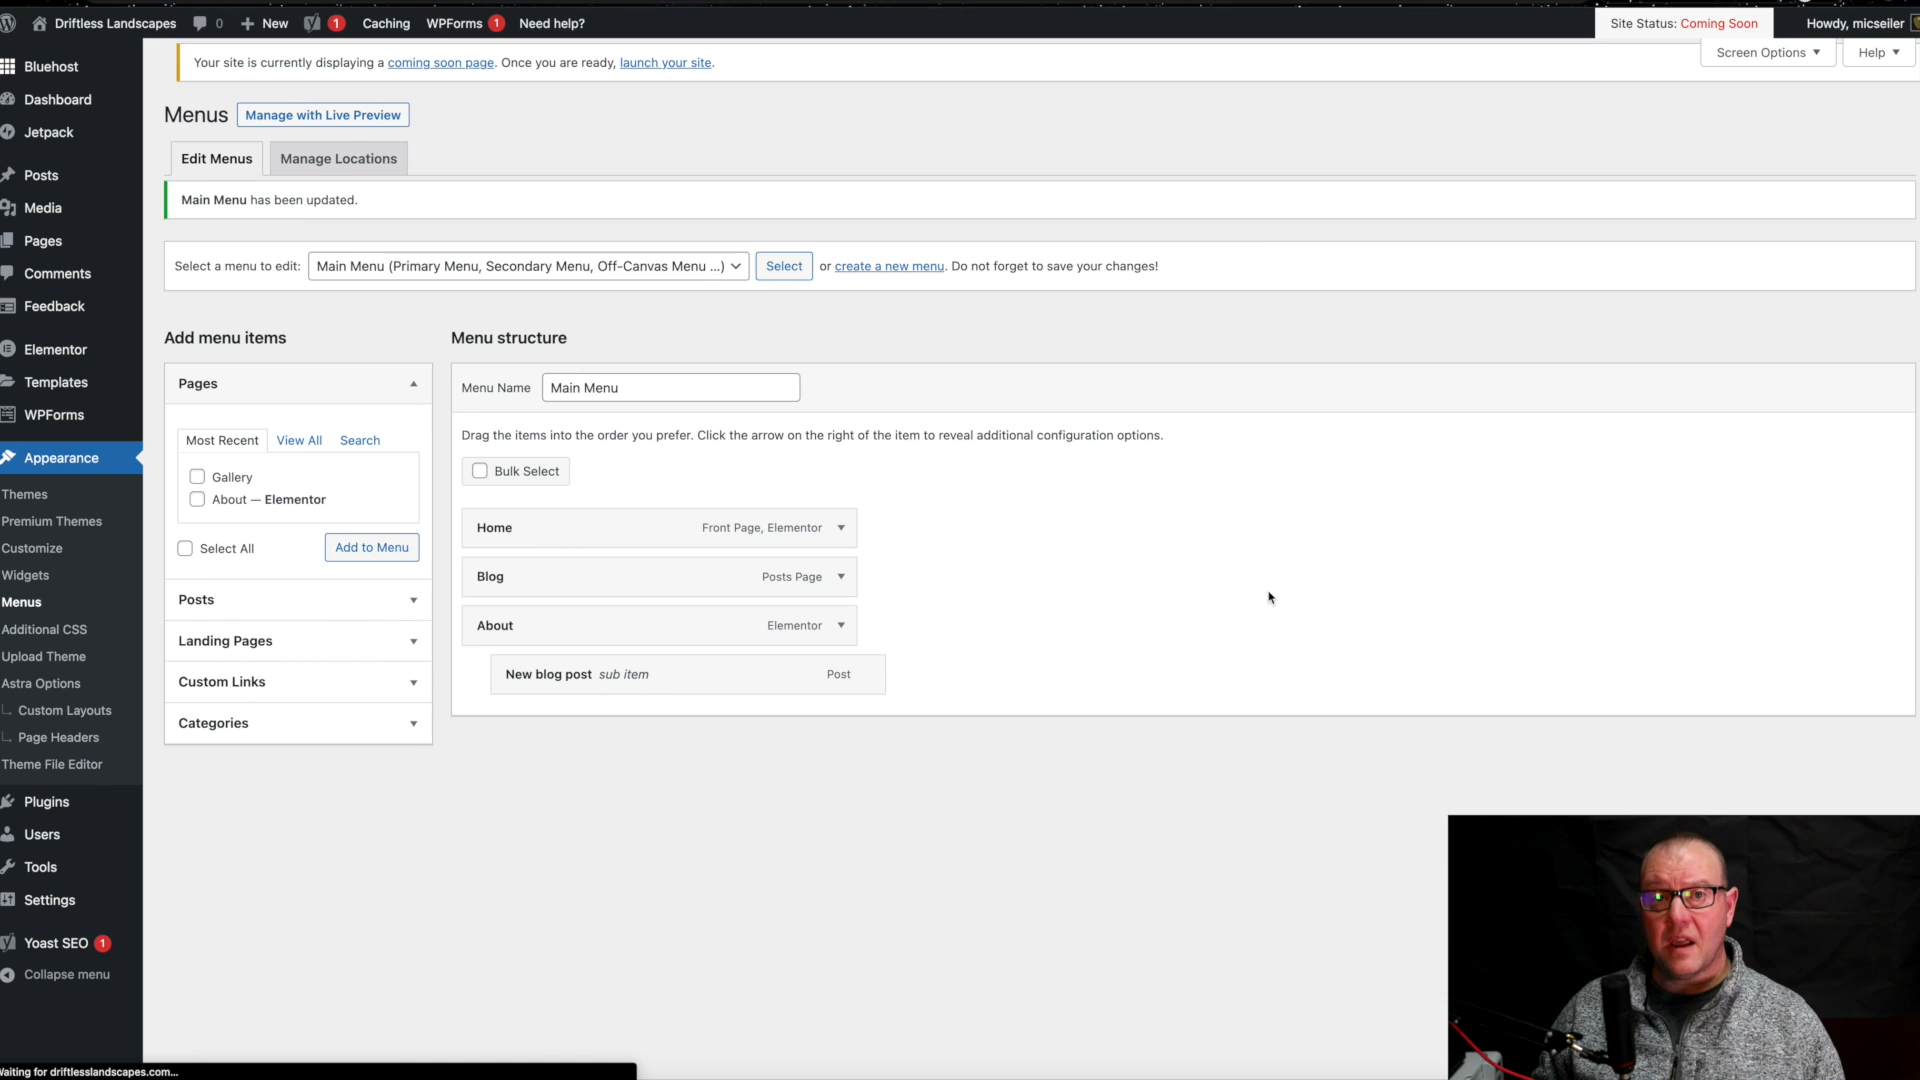 Driftless Landscapes 0 New 1 Caching WPForms 1 Need help? Site Status: Coming Soon Howdy, micseiler
Screen Options Help
Your site is currently displaying a coming soon page. Once you are ready, launch your site.
Menus Manage with Live Preview
Edit Menus Manage Locations
Main Menu has been updated.
Select a menu to edit: Main Menu (Primary Menu, Secondary Menu, Off-Canvas Menu ...) Select or create a new menu. Do not forget to save your changes!
Bluehost
Dashboard
Jetpack
Posts
Media
Pages
Comments
Feedback
Elementor
Templates
WPForms
Appearance
Themes
Premium Themes
Customize
Widgets
Menus
Additional CSS
Upload Theme
Astra Options
Custom Layouts
Page Headers
Theme File Editor
Plugins
Users
Tools
Settings
Yoast SEO 1
Collapse menu
Add menu items
Pages
Most Recent View All Search
Gallery
About — Elementor
Select All Add to Menu
Posts
Landing Pages
Custom Links
Categories
Menu structure
Menu Name Main Menu
Drag the items into the order you prefer. Click the arrow on the right of the item to reveal additional configuration options.
Bulk Select
Home Front Page, Elementor
Blog Posts Page
About Elementor
New blog post sub item Post
Waiting for driftlesslandscapes.com...